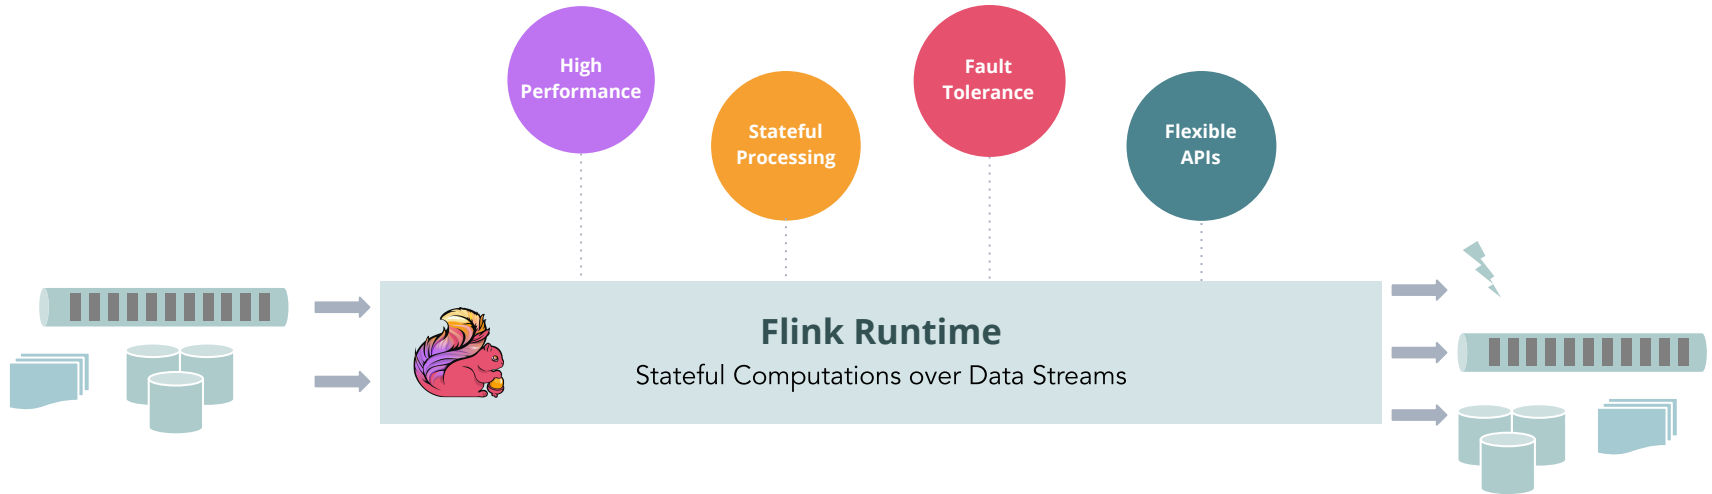 High
Performance
Stateful
Processing
Fault
Tolerance
Flexible
APIs
Flink Runtime
Stateful Computations over Data Streams